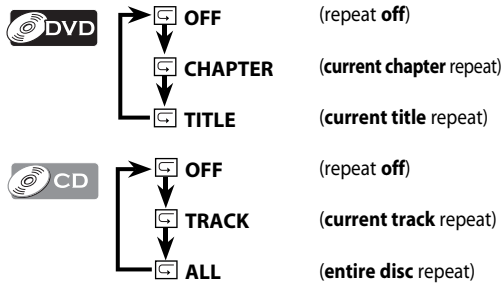 DVD
OFF (repeat off)
CHAPTER (current chapter repeat)
TITLE (current title repeat)
CD
OFF (repeat off)
TRACK (current track repeat)
ALL (entire disc repeat)